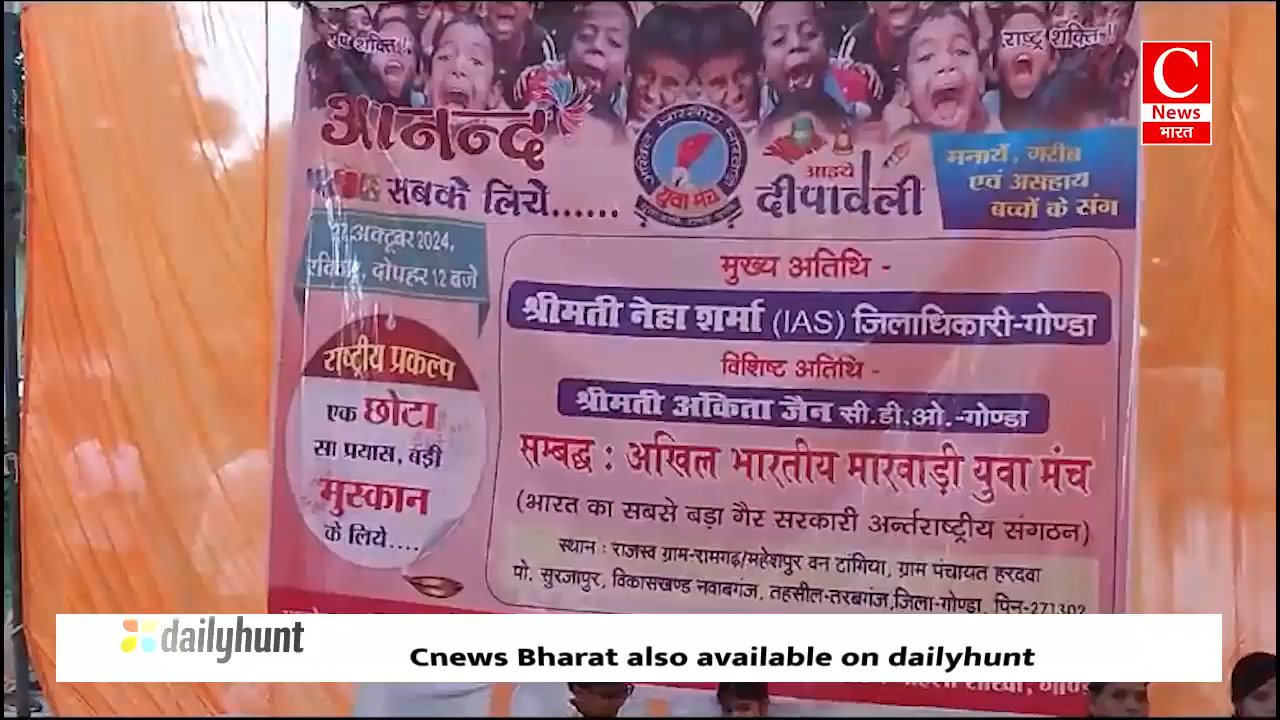 राष्ट्र शक्ति!!
C
News
भारत
आनन्द
सबके लिये......
युवा मंच
आइये
दीपावली
मनायें, गरीब
एवं असहाय
बच्चों के संग
अक्टूबर 2024,
रविवार, दोपहर 12 बजे
राष्ट्रीय प्रकल्प
एक छोटा
सा प्रयास, बड़ी
मुस्कान
के लिये....
मुख्य अतिथि -
श्रीमती नेहा शर्मा (IAS) जिलाधिकारी-गोण्डा
विशिष्ट अतिथि -
श्रीमती अंकिता जैन सी.डी.ओ.-गोण्डा
सम्बद्ध : अखिल भारतीय मारवाड़ी युवा मंच
(भारत का सबसे बड़ा गैर सरकारी अर्न्तराष्ट्रीय संगठन)
स्थान : राजस्व ग्राम-रामगढ़/महेशपुर वन टांगिया, ग्राम पंचायत हरदवा
पो. सुरजापुर, विकासखण्ड नवाबगंज, तहसील-तरबगंज,जिला-गोण्डा, पिन-271302
dailyhunt
Cnews Bharat also available on dailyhunt